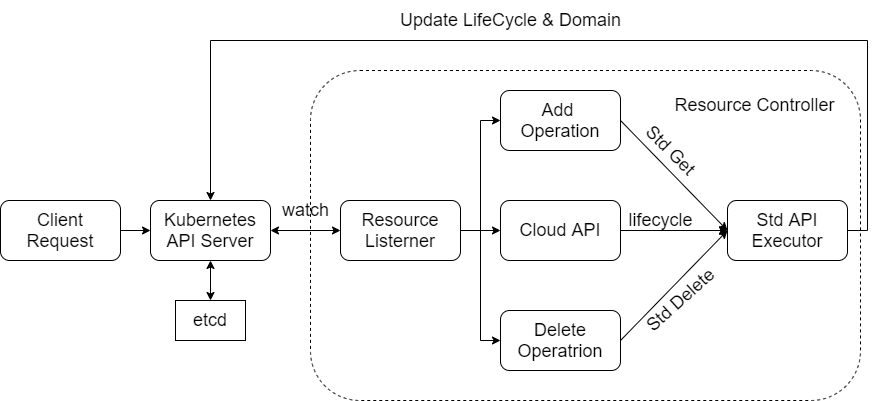 Update LifeCycle & Domain
Resource Controller
Add
Operation
Std Get
Client
Request
Kubernetes
API Server
watch
Resource
Listerner
Cloud API
lifecycle
Std API
Executor
etcd
Std Delete
Delete
Operatrion